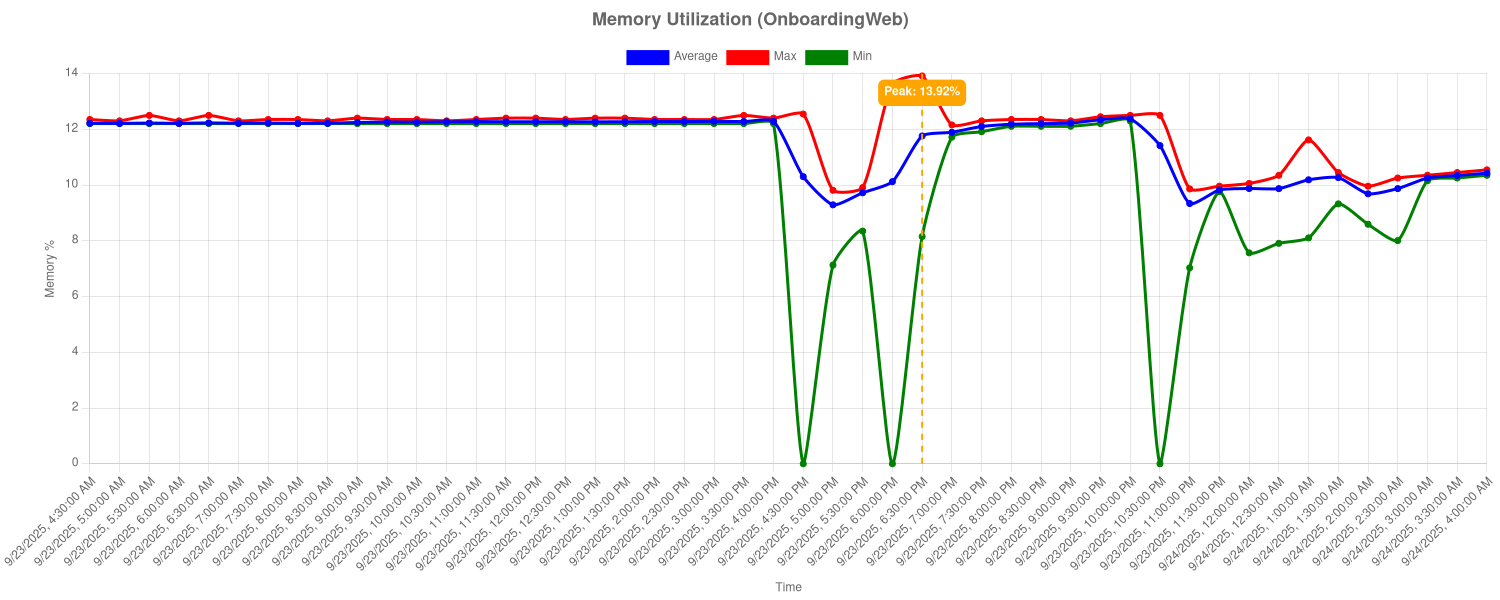 Memory Utilization (OnboardingWeb)
Average Max Min
14
Peak: 13.92%
12
10
8
6
4
2
0
Memory %
9/23/2025, 4:30:00 AM
9/23/2025, 5:00:00 AM
9/23/2025, 5:30:00 AM
9/23/2025, 6:00:00 AM
9/23/2025, 6:30:00 AM
9/23/2025, 7:00:00 AM
9/23/2025, 7:30:00 AM
9/23/2025, 8:00:00 AM
9/23/2025, 8:30:00 AM
9/23/2025, 9:00:00 AM
9/23/2025, 9:30:00 AM
9/23/2025, 10:00:00 AM
9/23/2025, 10:30:00 AM
9/23/2025, 11:00:00 AM
9/23/2025, 11:30:00 AM
9/23/2025, 12:00:00 PM
9/23/2025, 12:30:00 PM
9/23/2025, 1:00:00 PM
9/23/2025, 1:30:00 PM
9/23/2025, 2:00:00 PM
9/23/2025, 2:30:00 PM
9/23/2025, 3:00:00 PM
9/23/2025, 3:30:00 PM
9/23/2025, 4:00:00 PM
9/23/2025, 4:30:00 PM
9/23/2025, 5:00:00 PM
9/23/2025, 5:30:00 PM
9/23/2025, 6:00:00 PM
9/23/2025, 6:30:00 PM
9/23/2025, 7:00:00 PM
9/23/2025, 7:30:00 PM
9/23/2025, 8:00:00 PM
9/23/2025, 8:30:00 PM
9/23/2025, 9:00:00 PM
9/23/2025, 9:30:00 PM
9/23/2025, 10:00:00 PM
9/23/2025, 10:30:00 PM
9/23/2025, 11:00:00 PM
9/23/2025, 11:30:00 PM
9/24/2025, 12:00:00 AM
9/24/2025, 12:30:00 AM
9/24/2025, 1:00:00 AM
9/24/2025, 1:30:00 AM
9/24/2025, 2:00:00 AM
9/24/2025, 2:30:00 AM
9/24/2025, 3:00:00 AM
9/24/2025, 3:30:00 AM
9/24/2025, 4:00:00 AM
Time